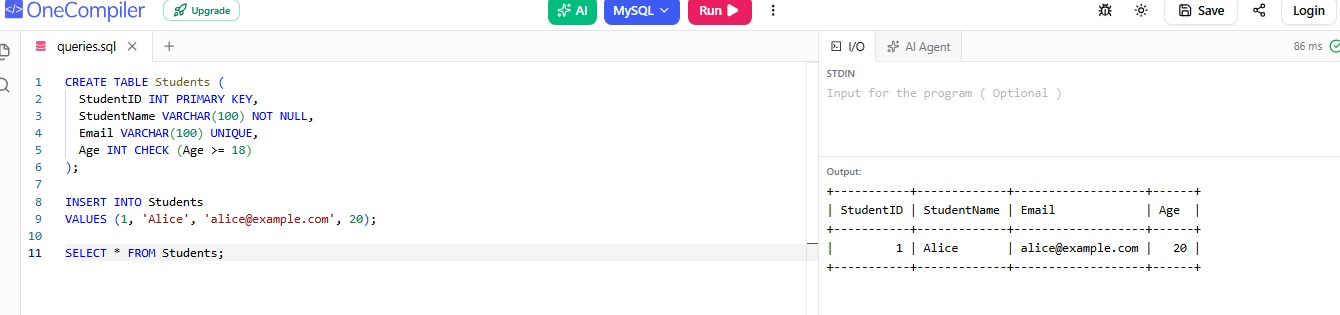 </> OneCompiler Upgrade AI MySQL Run Save Login
queries.sql
I/O AI Agent 86 ms
1 CREATE TABLE Students (
2 StudentID INT PRIMARY KEY,
3 StudentName VARCHAR(100) NOT NULL,
4 Email VARCHAR(100) UNIQUE,
5 Age INT CHECK (Age >= 18)
6 );
7
8 INSERT INTO Students
9 VALUES (1, 'Alice', 'alice@example.com', 20);
10
11 SELECT * FROM Students;
STDIN
Input for the program ( Optional )
Output:
+-----------+-------------+-------------------+------+
| StudentID | StudentName | Email             | Age  |
+-----------+-------------+-------------------+------+
|         1 | Alice       | alice@example.com |   20 |
+-----------+-------------+-------------------+------+